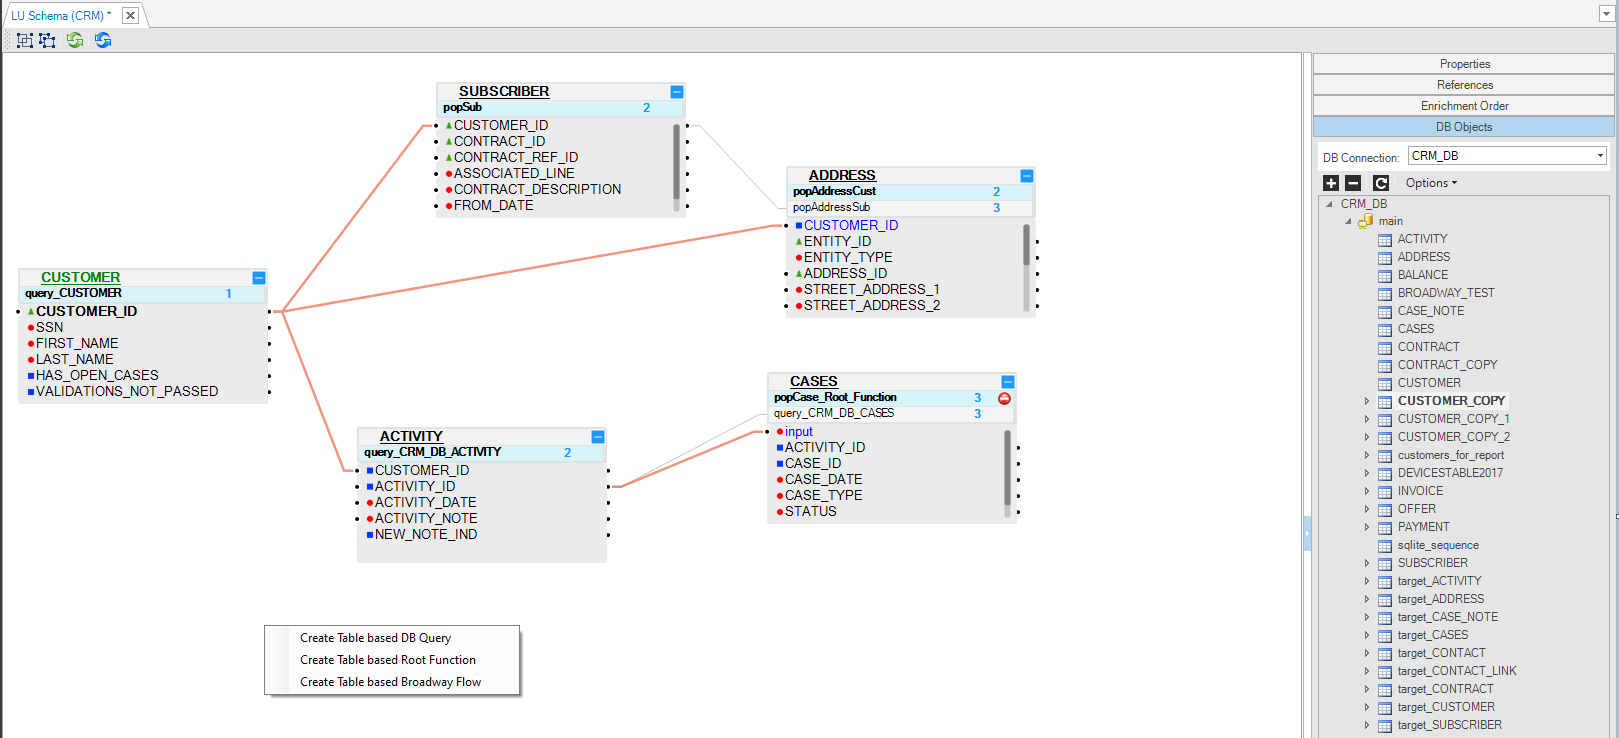 LU Schema (CRM) *
SUBSCRIBER
popSub 2
CUSTOMER_ID
CONTRACT_ID
CONTRACT_REF_ID
ASSOCIATED_LINE
CONTRACT_DESCRIPTION
FROM_DATE
ADDRESS
popAddressCust 2
popAddressSub 3
CUSTOMER_ID
ENTITY_ID
ENTITY_TYPE
ADDRESS_ID
STREET_ADDRESS_1
STREET_ADDRESS_2
CUSTOMER
query_CUSTOMER 1
CUSTOMER_ID
SSN
FIRST_NAME
LAST_NAME
HAS_OPEN_CASES
VALIDATIONS_NOT_PASSED
CASES
popCase_Root_Function 3
query_CRM_DB_CASES 3
input
ACTIVITY_ID
CASE_ID
CASE_DATE
CASE_TYPE
STATUS
ACTIVITY
query_CRM_DB_ACTIVITY 2
CUSTOMER_ID
ACTIVITY_ID
ACTIVITY_DATE
ACTIVITY_NOTE
NEW_NOTE_IND
Create Table based DB Query
Create Table based Root Function
Create Table based Broadway Flow
Properties
References
Enrichment Order
DB Objects
DB Connection: CRM_DB
Options
CRM_DB
main
ACTIVITY
ADDRESS
BALANCE
BROADWAY_TEST
CASE_NOTE
CASES
CONTRACT
CONTRACT_COPY
CUSTOMER
CUSTOMER_COPY
CUSTOMER_COPY_1
CUSTOMER_COPY_2
customers_for_report
DEVICESTABLE2017
INVOICE
OFFER
PAYMENT
sqlite_sequence
SUBSCRIBER
target_ACTIVITY
target_ADDRESS
target_CASE_NOTE
target_CASES
target_CONTACT
target_CONTACT_LINK
target_CONTRACT
target_CUSTOMER
target_SUBSCRIBER